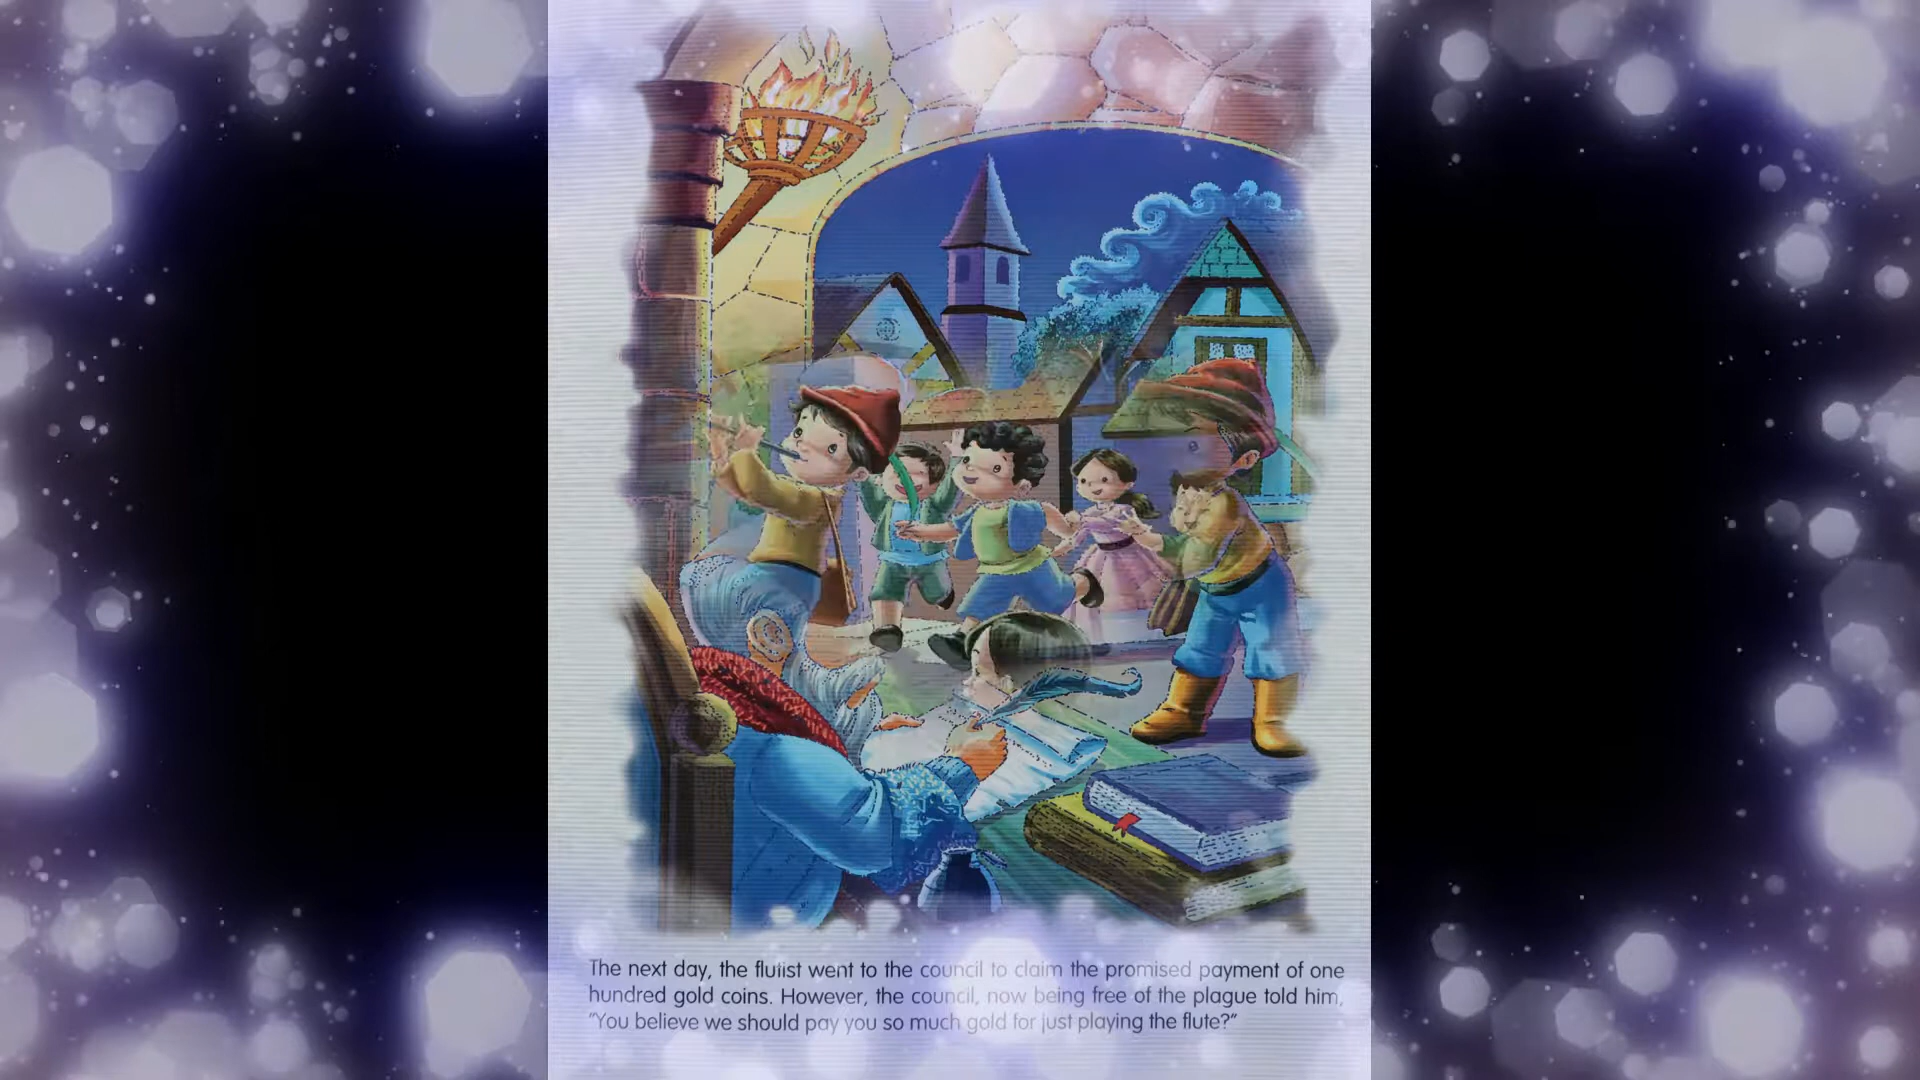 The next day, the flutist went to the council to claim the promised payment of one
hundred gold coins. However, the council, now being free of the plague told him,
"You believe we should pay you so much gold for just playing the flute?"